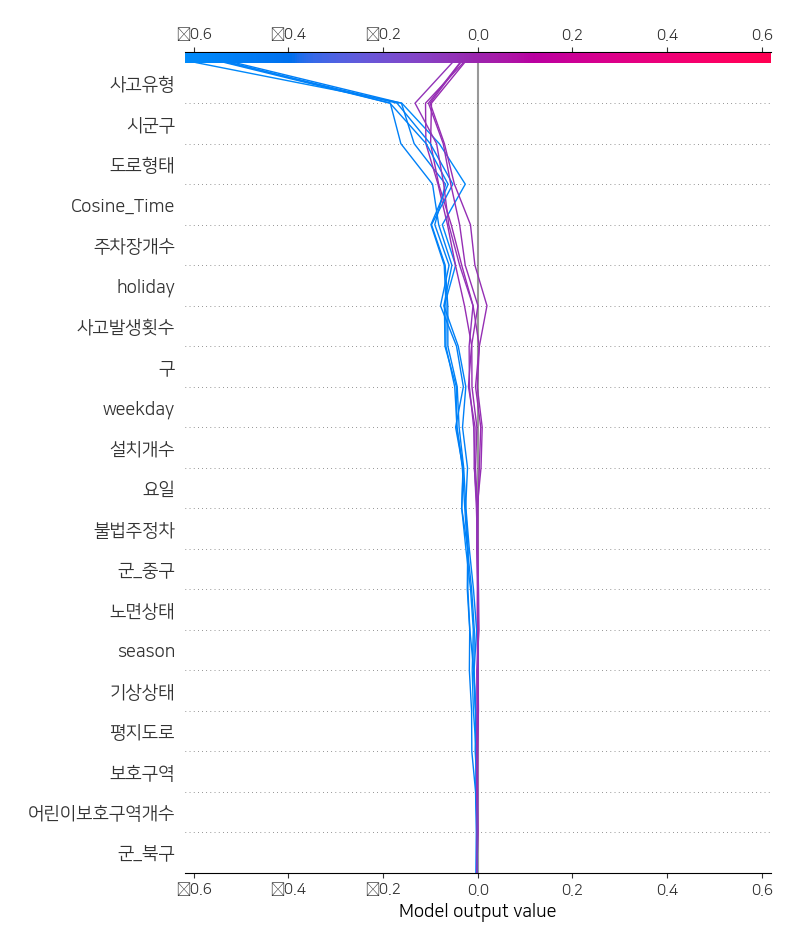 ☒0.6 ☒0.4 ☒0.2 0.0 0.2 0.4 0.6
사고유형
시군구
도로형태
Cosine_Time
주차장개수
holiday
사고발생횟수
구
weekday
설치개수
요일
불법주정차
군_중구
노면상태
season
기상상태
평지도로
보호구역
어린이보호구역개수
군_북구
☒0.6 ☒0.4 ☒0.2 0.0 0.2 0.4 0.6
Model output value